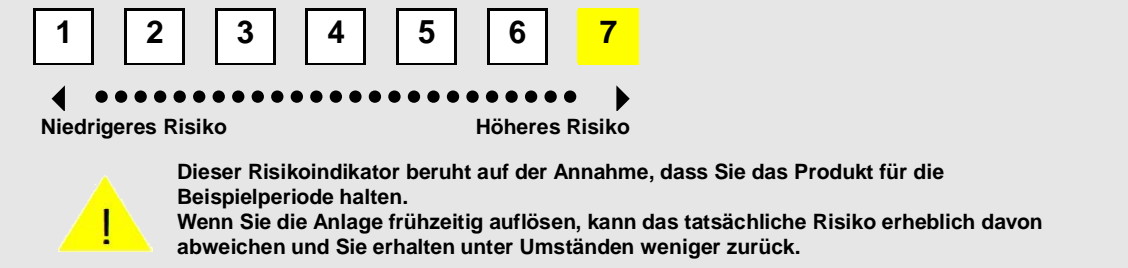 1 2 3 4 5 6 7
Niedrigeres Risiko Höheres Risiko
!
Dieser Risikoindikator beruht auf der Annahme, dass Sie das Produkt für die
Beispielperiode halten.
Wenn Sie die Anlage frühzeitig auflösen, kann das tatsächliche Risiko erheblich davon
abweichen und Sie erhalten unter Umständen weniger zurück.